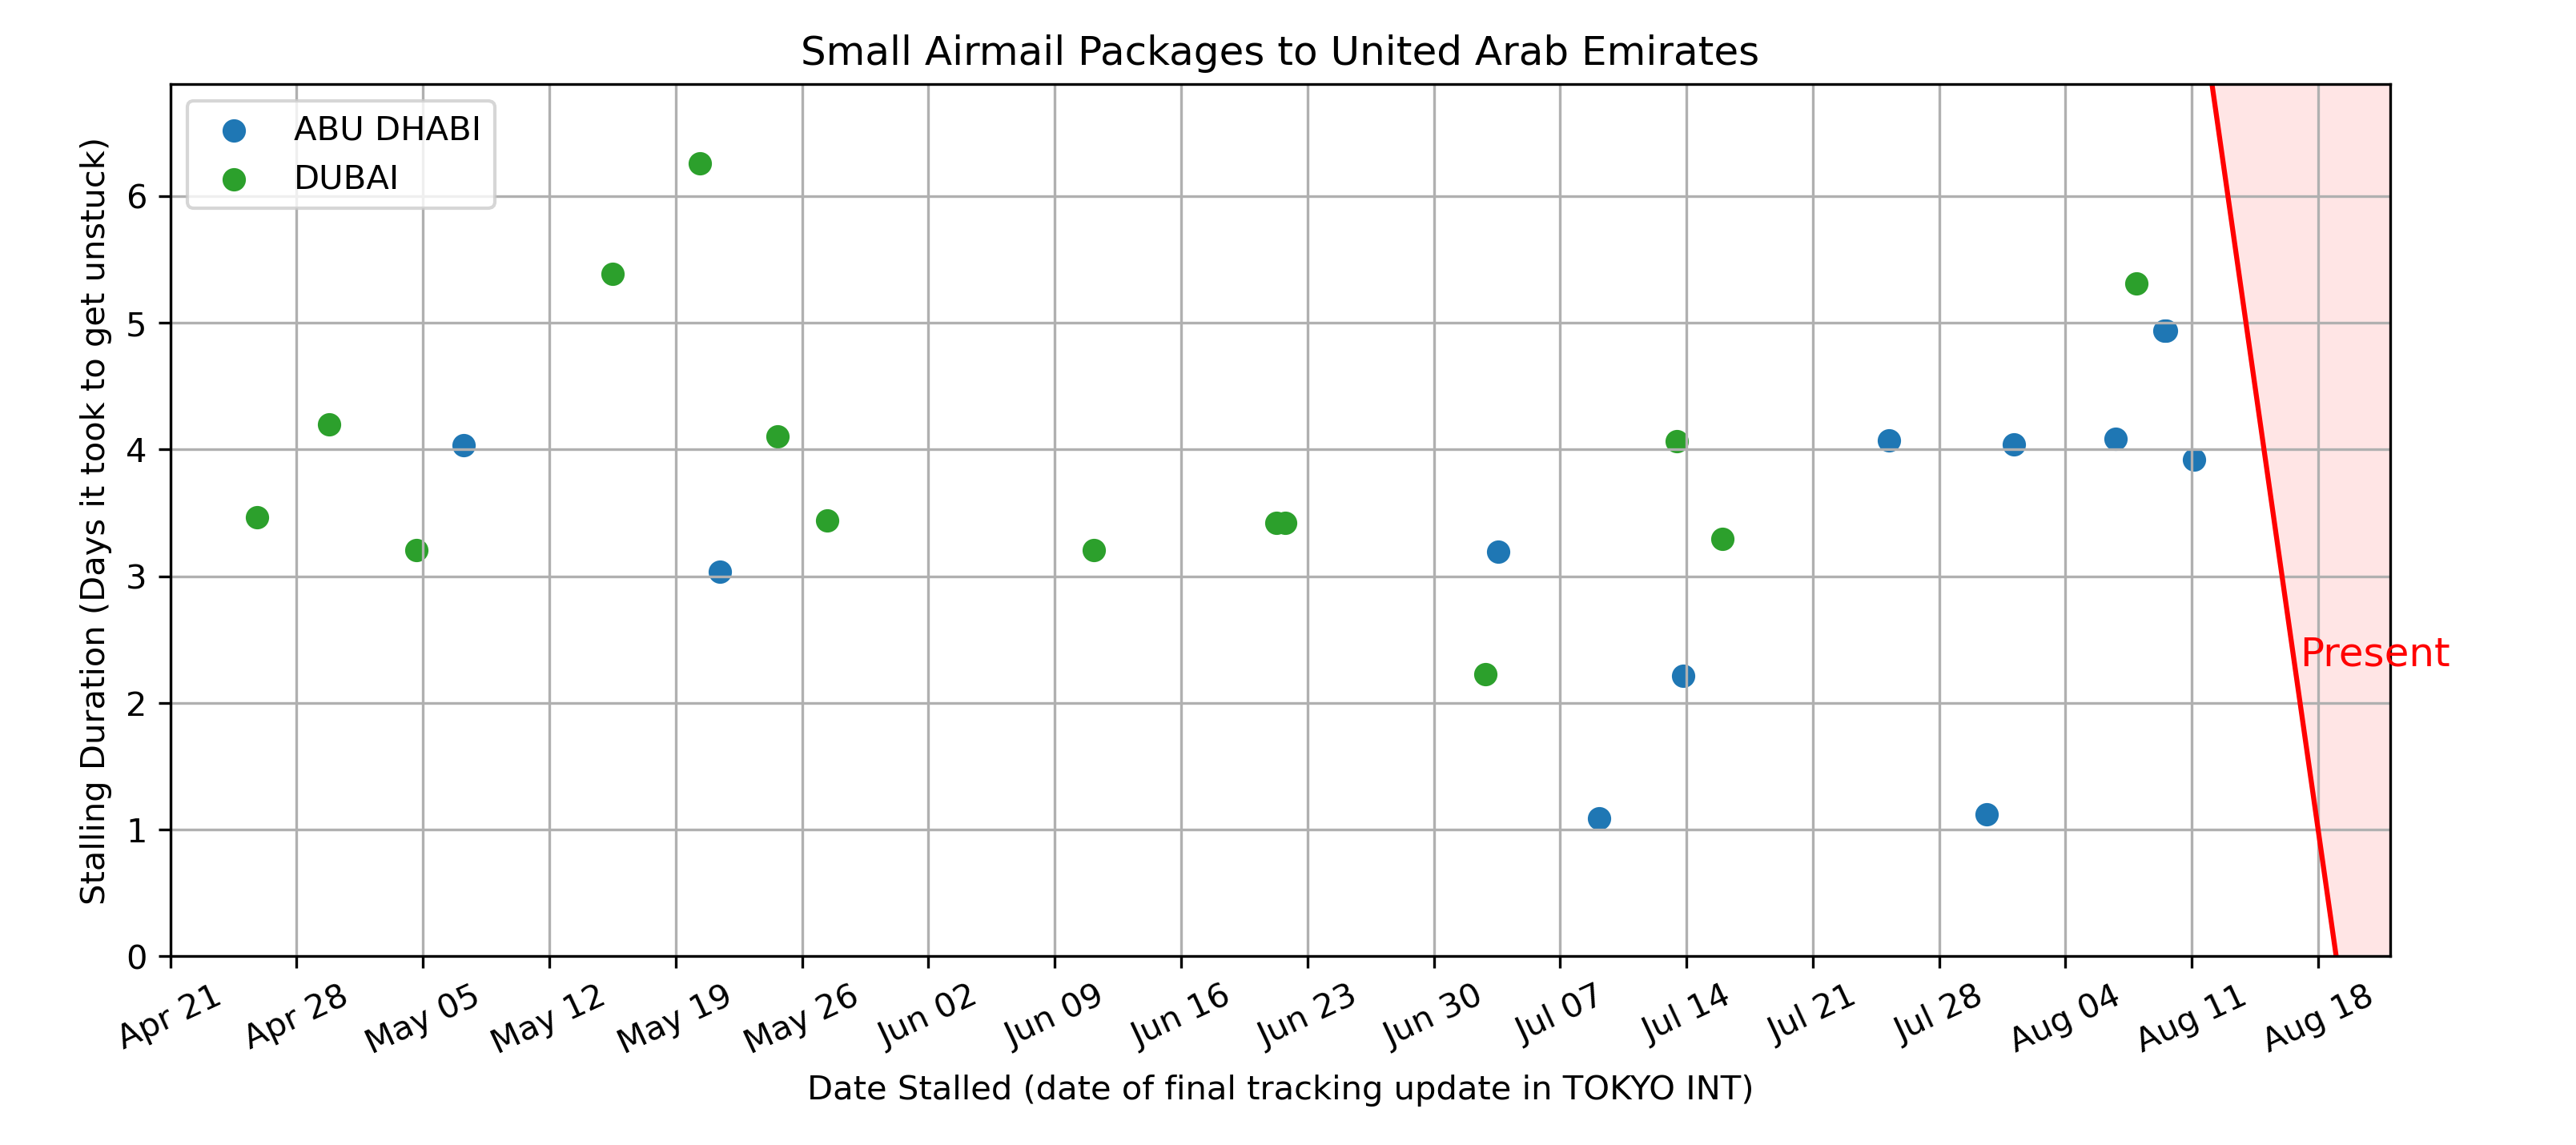 Small Airmail Packages to United Arab Emirates
ABU DHABI
DUBAI
Stalling Duration (Days it took to get unstuck)
6
5
4
3
2
1
0
Present
Apr 21
Apr 28
May 05
May 12
May 19
May 26
Jun 02
Jun 09
Jun 16
Jun 23
Jun 30
Jul 07
Jul 14
Jul 21
Jul 28
Aug 04
Aug 11
Aug 18
Date Stalled (date of final tracking update in TOKYO INT)